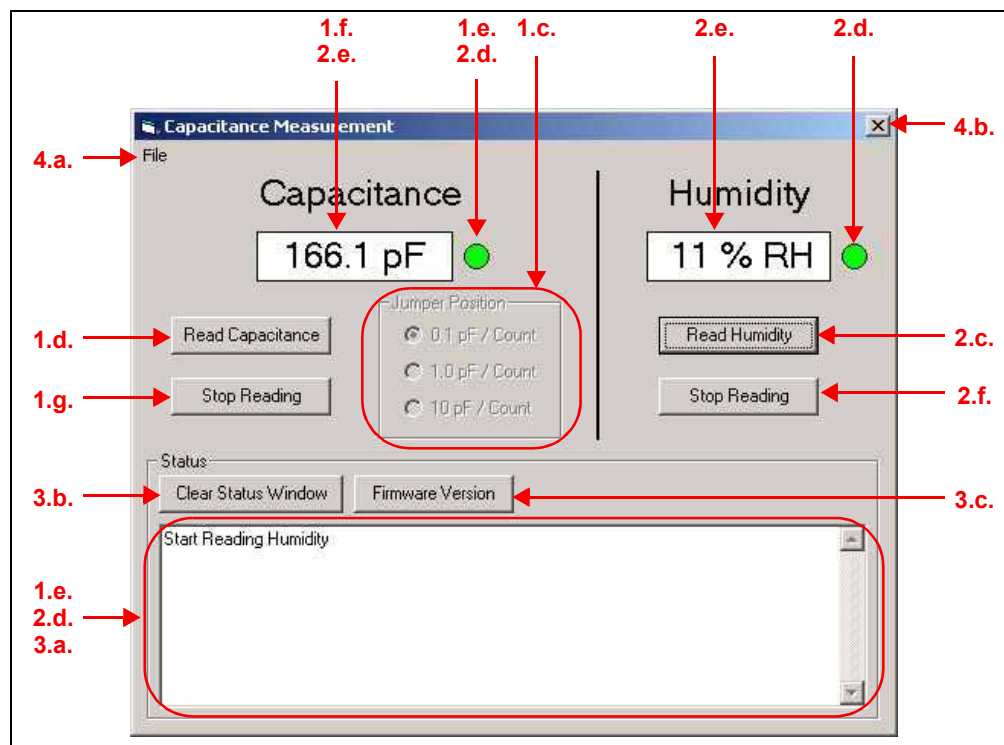 1.f. 1.e. 1.c. 2.e. 2.d.
2.e. 2.d.
Capacitance Measurement
4.b.
4.a.
File
Capacitance Humidity
166.1 pF 11 % RH
Jumper Position
1.d.
Read Capacitance
0.1 pF / Count
Read Humidity
2.c.
1.0 pF / Count
1.g.
Stop Reading
10 pF / Count
Stop Reading
2.f.
Status
3.b.
Clear Status Window
Firmware Version
3.c.
Start Reading Humidity
1.e.
2.d.
3.a.